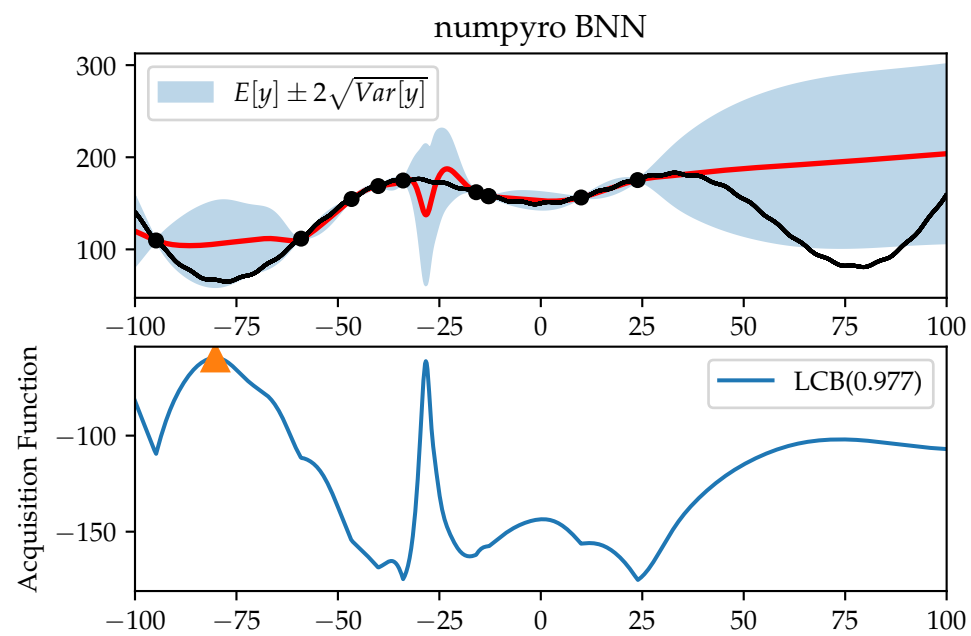 numpyro BNN
300
200
100
E[y] ± 2√Var[y]
−100 −75 −50 −25 0 25 50 75 100
Acquisition Function
−100
−150
LCB(0.977)
−100 −75 −50 −25 0 25 50 75 100